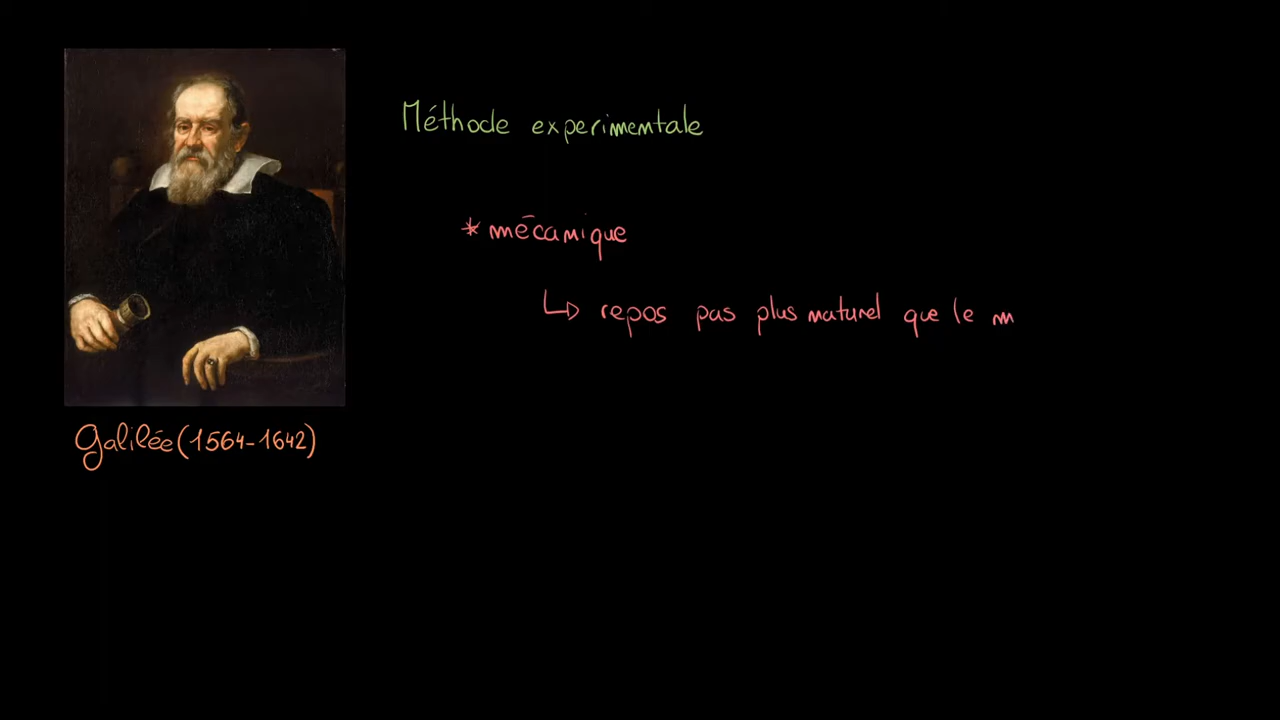 Méthode experimentale
* mécanique
↳ repos pas plus naturel que le m
Galilée (1564-1642)